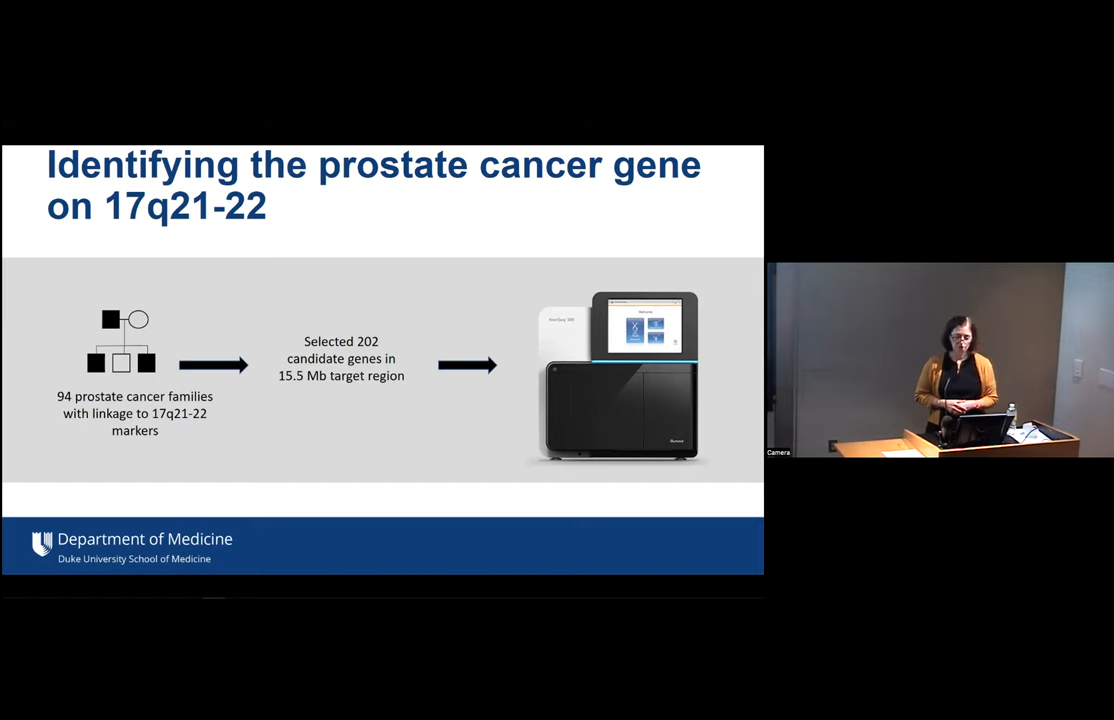 Identifying the prostate cancer gene
on 17q21-22
94 prostate cancer families
with linkage to 17q21-22
markers
Selected 202
candidate genes in
15.5 Mb target region
Department of Medicine
Duke University School of Medicine
Camera